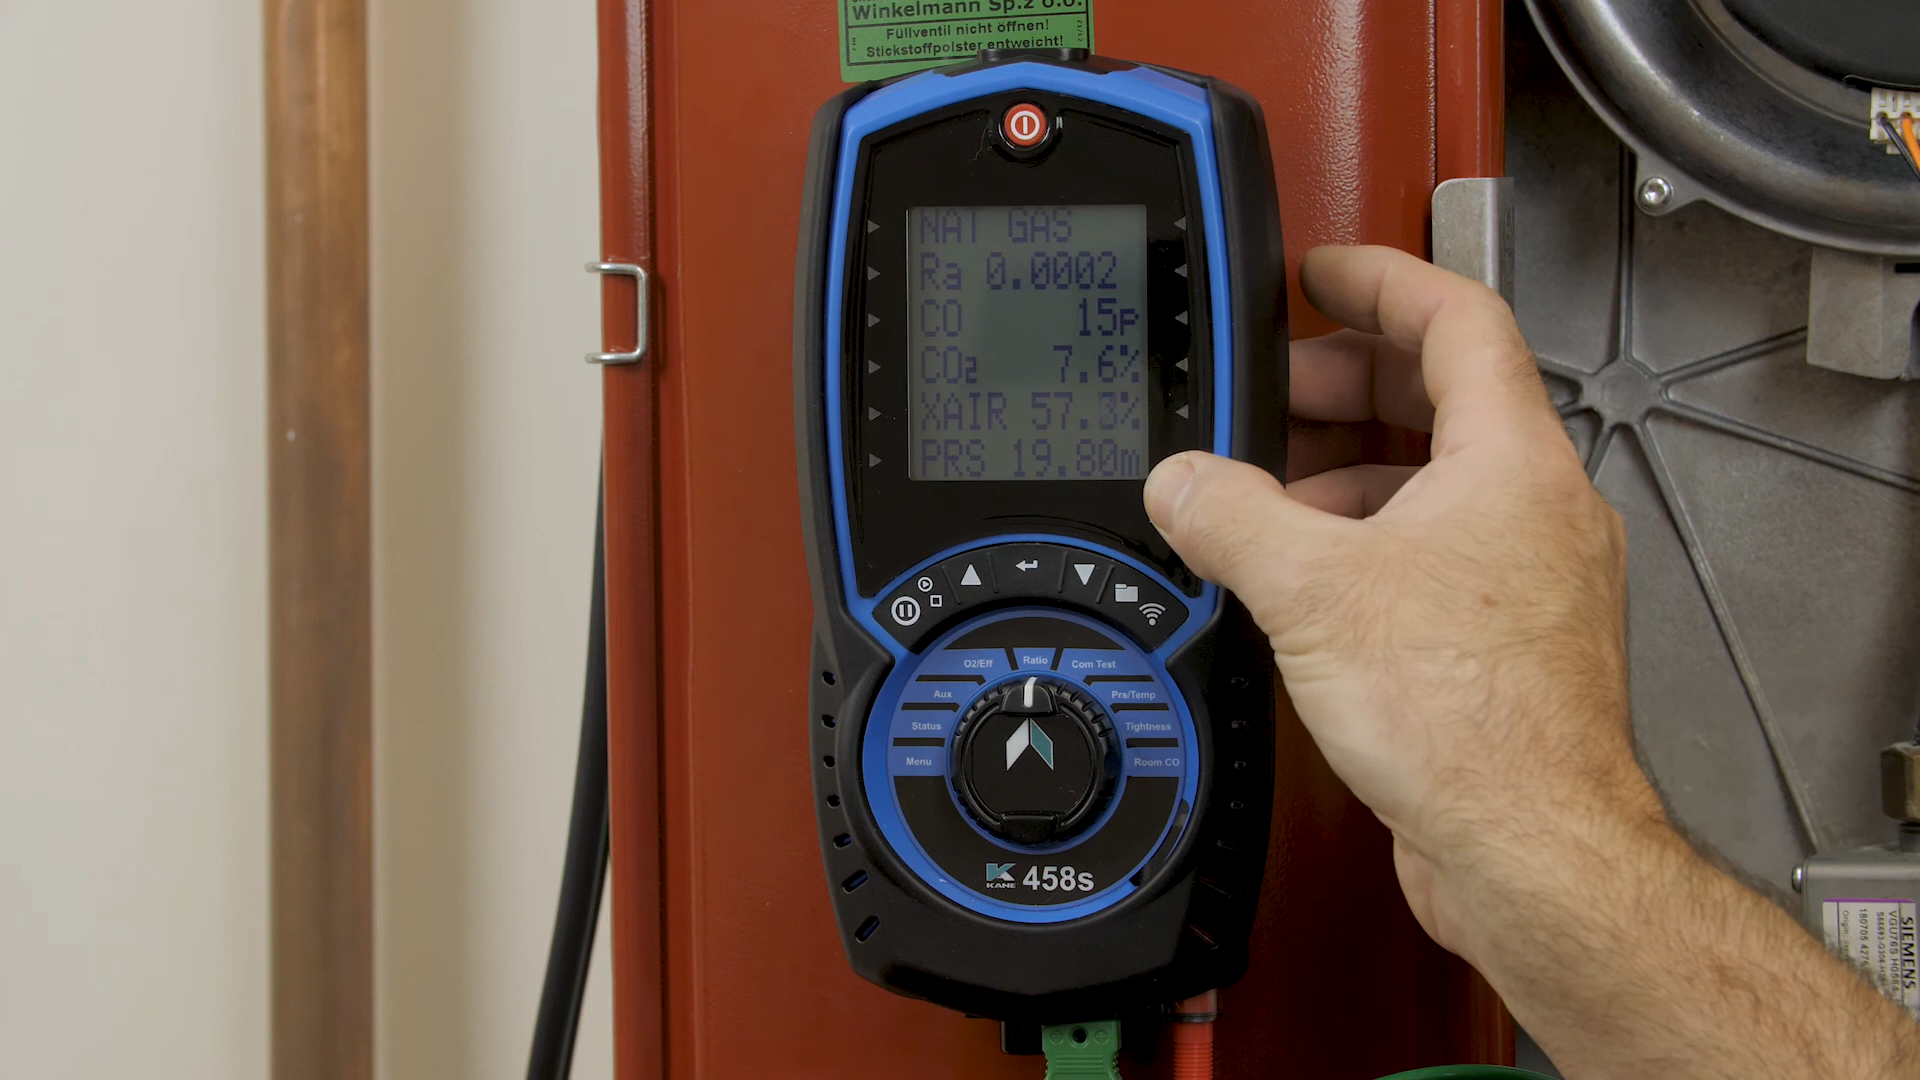 Winkelmann Sp.z o.o.
Füllventil nicht öffnen!
Stickstoffpolster entweicht!
NAT GAS
Ra 0.0002
CO 15p
CO2 7.6%
XAIR 57.3%
PRS 19.80m
O2/Eff
Ratio
Com Test
Aux
Prs/Temp
Status
Tightness
Menu
Room CO
KANE 458s
SIEMENS